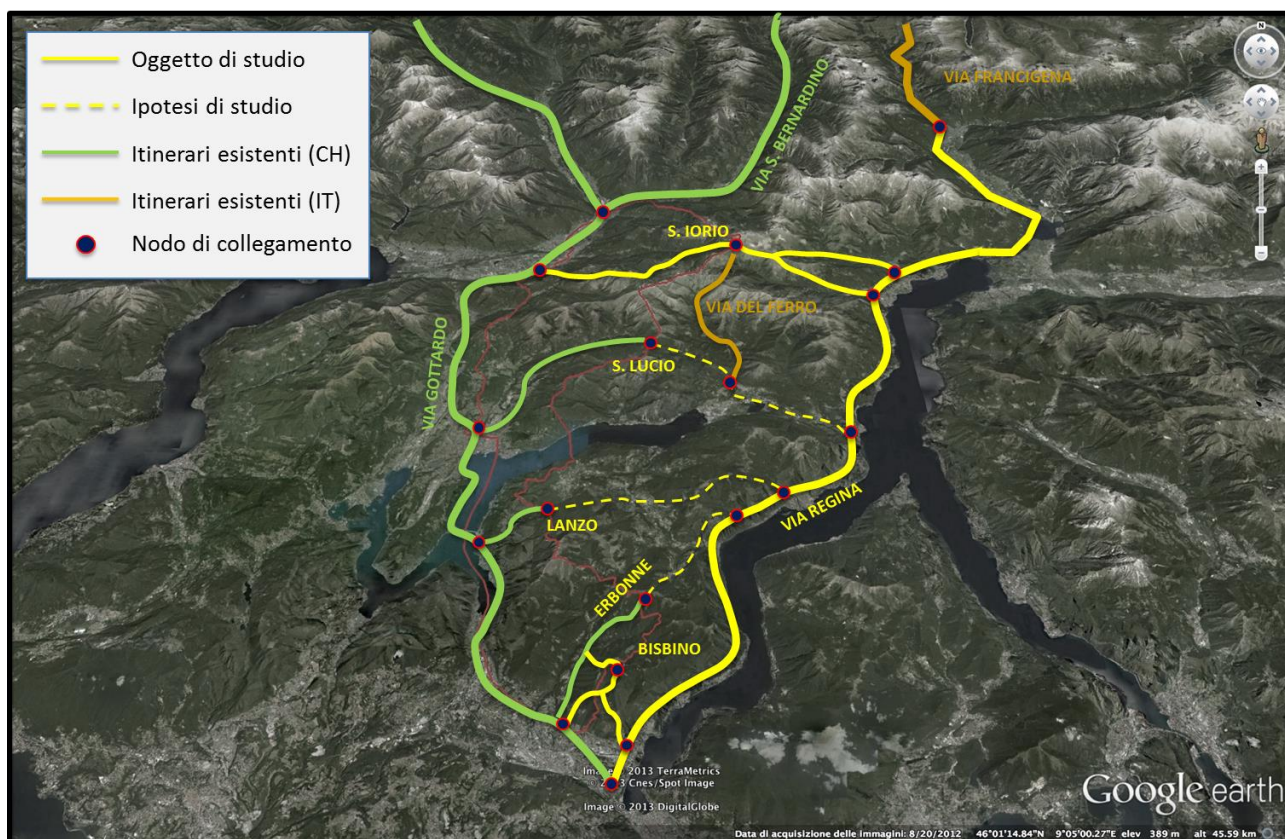 Oggetto di studio
Ipotesi di studio
Itinerari esistenti (CH)
Itinerari esistenti (IT)
Nodo di collegamento
VIA FRANCIGENA
VIA S. BERNARDINO
S. IORIO
VIA DEL FERRO
VIA GOTTARDO
S. LUCIO
LANZO
VIA REGINA
ERBONNE
BISBINO
N
© 2013 TerraMetrics
Cnes/Spot Image
Image © 2013 DigitalGlobe
Google earth
Data di acquisizione delle immagini: 8/20/2012 46°01'14.84"N 9°05'00.27"E elev 389 m alt 45.59 km